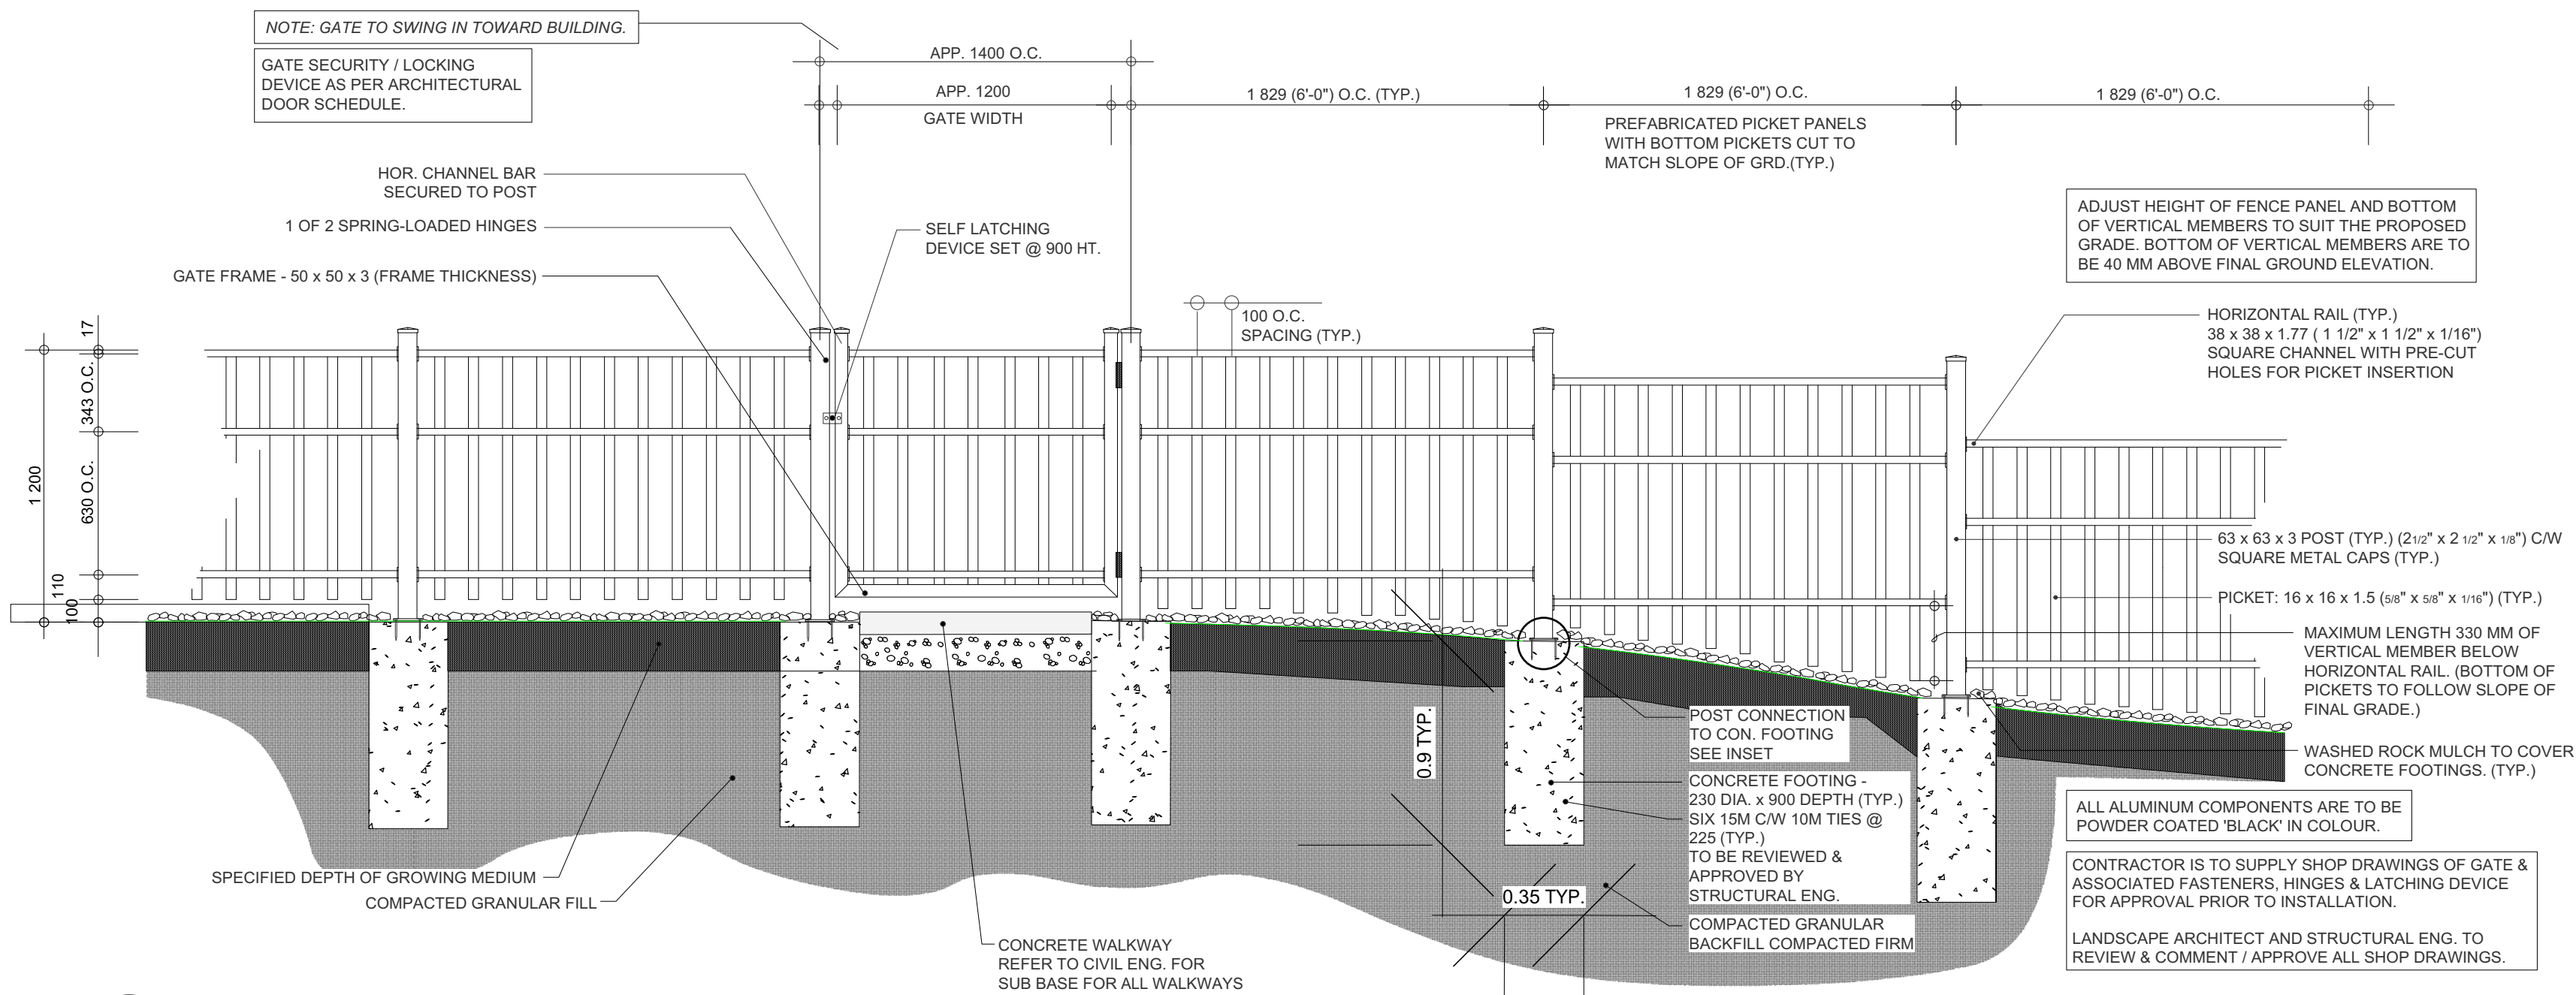 NOTE: GATE TO SWING IN TOWARD BUILDING.
GATE SECURITY / LOCKING
DEVICE AS PER ARCHITECTURAL
DOOR SCHEDULE.
APP. 1400 O.C.
APP. 1200
GATE WIDTH
1 829 (6'-0") O.C. (TYP.)
1 829 (6'-0") O.C.
1 829 (6'-0") O.C.
PREFABRICATED PICKET PANELS
WITH BOTTOM PICKETS CUT TO
MATCH SLOPE OF GRD.(TYP.)
HOR. CHANNEL BAR
SECURED TO POST
1 OF 2 SPRING-LOADED HINGES
GATE FRAME - 50 x 50 x 3 (FRAME THICKNESS)
SELF LATCHING
DEVICE SET @ 900 HT.
100 O.C.
SPACING (TYP.)
ADJUST HEIGHT OF FENCE PANEL AND BOTTOM
OF VERTICAL MEMBERS TO SUIT THE PROPOSED
GRADE. BOTTOM OF VERTICAL MEMBERS ARE TO
BE 40 MM ABOVE FINAL GROUND ELEVATION.
HORIZONTAL RAIL (TYP.)
38 x 38 x 1.77 ( 1 1/2" x 1 1/2" x 1/16")
SQUARE CHANNEL WITH PRE-CUT
HOLES FOR PICKET INSERTION
17
343 O.C.
630 O.C.
1 200
110
100
63 x 63 x 3 POST (TYP.) (2 1/2" x 2 1/2" x 1/8") C/W
SQUARE METAL CAPS (TYP.)
PICKET: 16 x 16 x 1.5 (5/8" x 5/8" x 1/16") (TYP.)
MAXIMUM LENGTH 330 MM OF
VERTICAL MEMBER BELOW
HORIZONTAL RAIL. (BOTTOM OF
PICKETS TO FOLLOW SLOPE OF
FINAL GRADE.)
WASHED ROCK MULCH TO COVER
CONCRETE FOOTINGS. (TYP.)
0.9 TYP.
0.35 TYP.
POST CONNECTION
TO CON. FOOTING
SEE INSET
CONCRETE FOOTING -
230 DIA. x 900 DEPTH (TYP.)
SIX 15M C/W 10M TIES @
225 (TYP.)
TO BE REVIEWED &
APPROVED BY
STRUCTURAL ENG.
COMPACTED GRANULAR
BACKFILL COMPACTED FIRM
SPECIFIED DEPTH OF GROWING MEDIUM
COMPACTED GRANULAR FILL
CONCRETE WALKWAY
REFER TO CIVIL ENG. FOR
SUB BASE FOR ALL WALKWAYS
ALL ALUMINUM COMPONENTS ARE TO BE
POWDER COATED 'BLACK' IN COLOUR.
CONTRACTOR IS TO SUPPLY SHOP DRAWINGS OF GATE &
ASSOCIATED FASTENERS, HINGES & LATCHING DEVICE
FOR APPROVAL PRIOR TO INSTALLATION.
LANDSCAPE ARCHITECT AND STRUCTURAL ENG. TO
REVIEW & COMMENT / APPROVE ALL SHOP DRAWINGS.